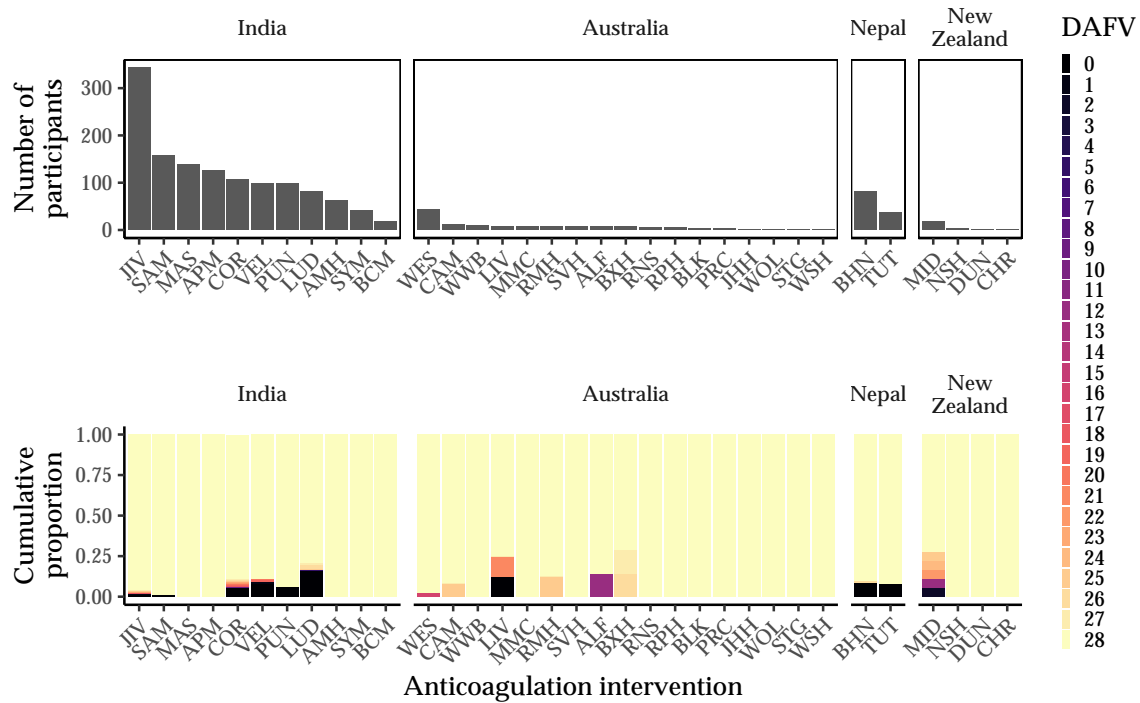 India
Australia
Nepal
New
Zealand
Number of
participants
300
200
100
0
JIV SAM MAS APM COR VEL PUN LUD AMH SYM BCM
WES CAM WWB LIV MMC RMH SVH ALF BXH RNS RPH BLK PRC JHH WOL STG WSH
BHN TUT
MID NSH DUN CHR
India
Australia
Nepal
New
Zealand
Cumulative
proportion
1.00
0.75
0.50
0.25
0.00
JIV SAM MAS APM COR VEL PUN LUD AMH SYM BCM
WES CAM WWB LIV MMC RMH SVH ALF BXH RNS RPH BLK PRC JHH WOL STG WSH
BHN TUT
MID NSH DUN CHR
Anticoagulation intervention
DAFV
0
1
2
3
4
5
6
7
8
9
10
11
12
13
14
15
16
17
18
19
20
21
22
23
24
25
26
27
28